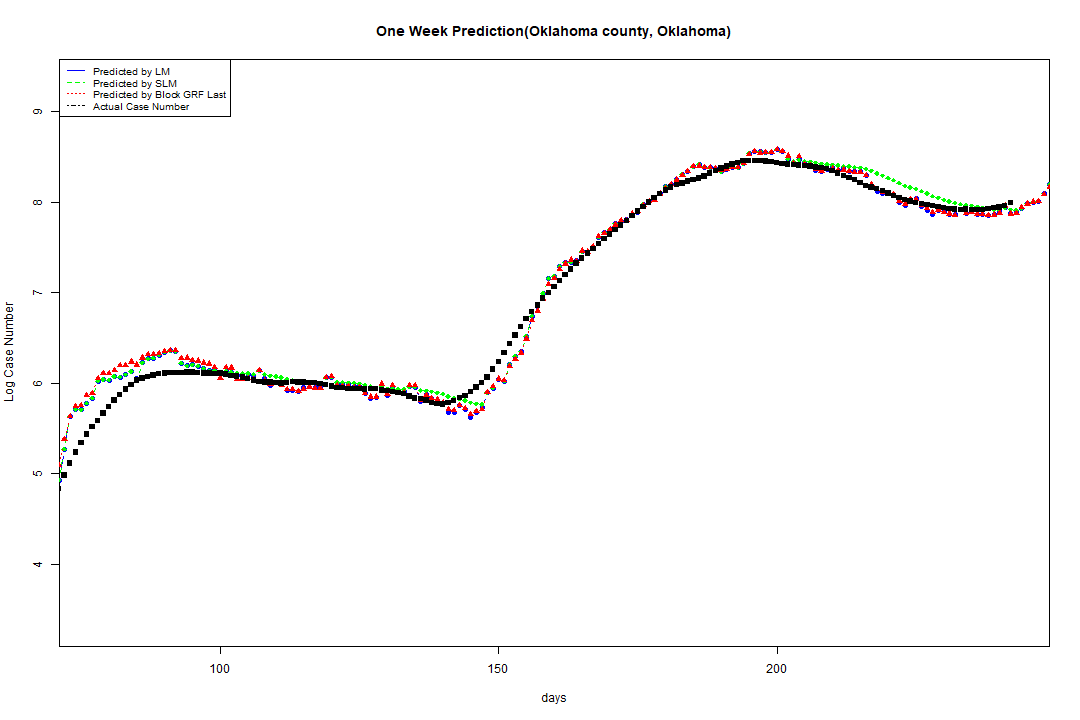 One Week Prediction(Oklahoma county, Oklahoma)
Predicted by LM
Predicted by SLM
Predicted by Block GRF Last
Actual Case Number
9
8
7
6
5
4
Log Case Number
100
150
200
days